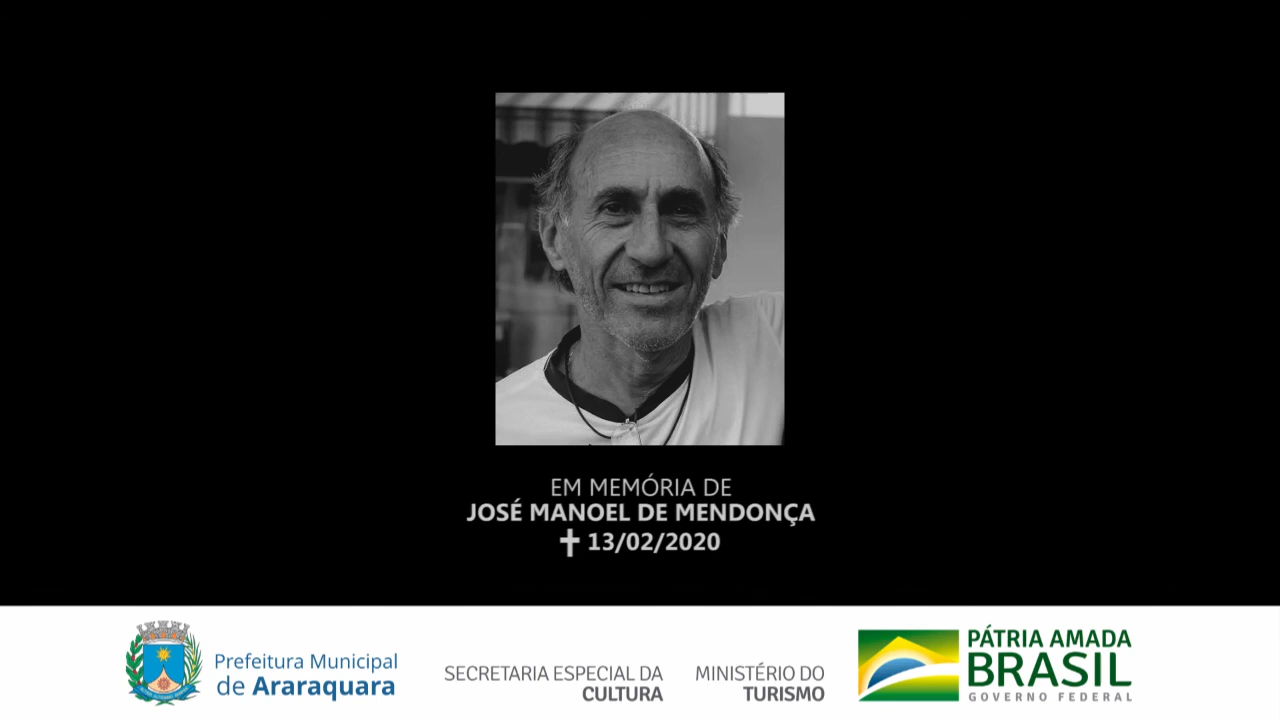 EM MEMÓRIA DE
JOSÉ MANOEL DE MENDONÇA
✝ 13/02/2020
Prefeitura Municipal
de Araraquara
SECRETARIA ESPECIAL DA
CULTURA
MINISTÉRIO DO
TURISMO
PÁTRIA AMADA
BRASIL
GOVERNO FEDERAL